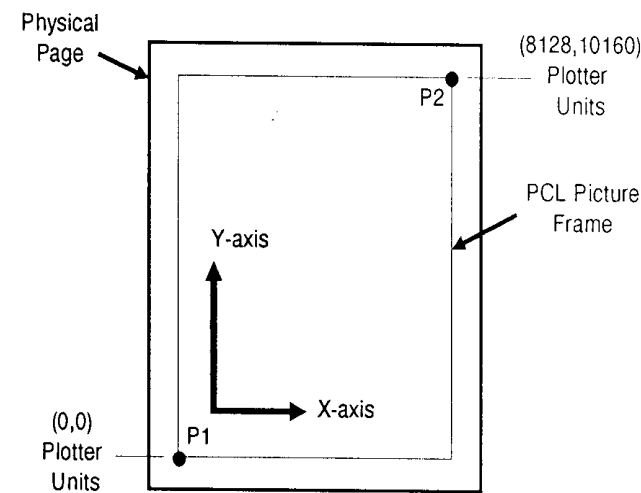 Physical
Page
(8128,10160)
Plotter
Units
P2
PCL Picture
Frame
Y-axis
X-axis
(0,0)
Plotter
Units
P1